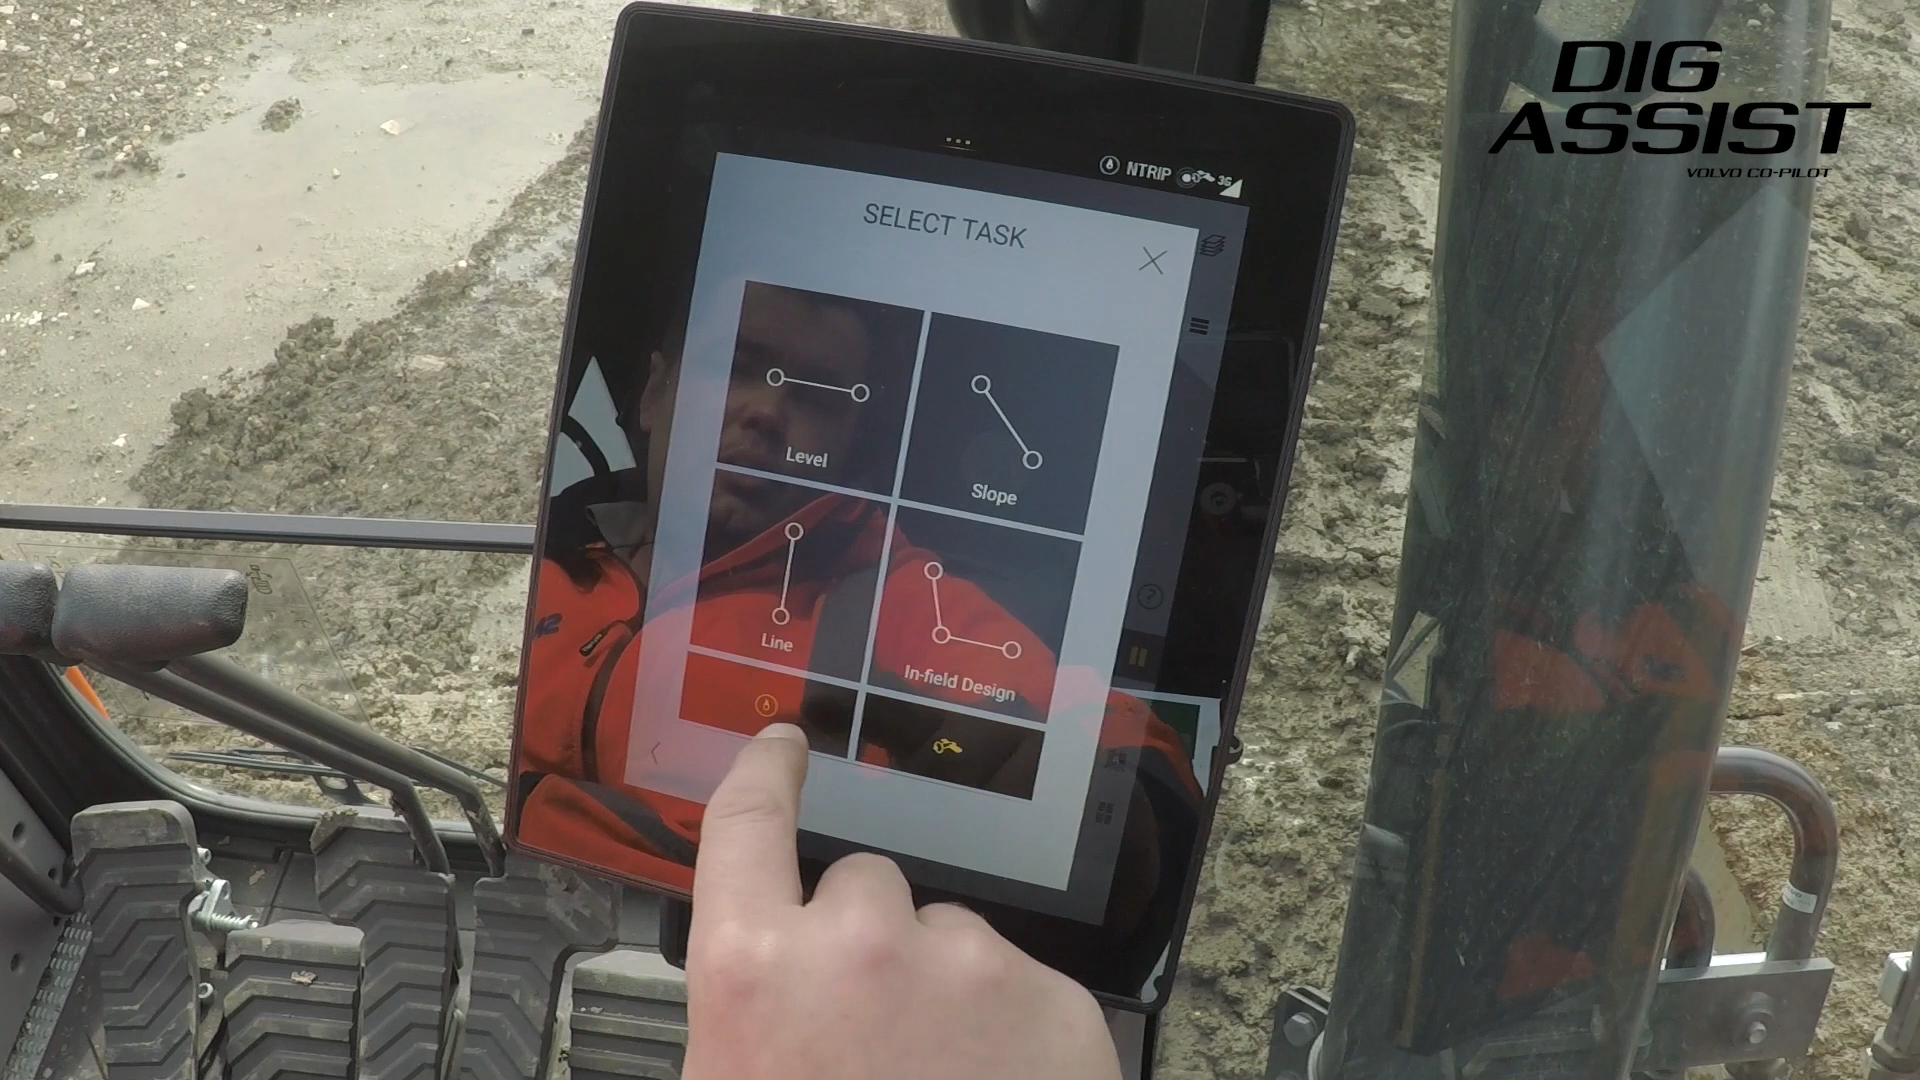 DIG
ASSIST
VOLVO CO-PILOT
NTRIP
3G
SELECT TASK
Level
Slope
Line
In-field Design